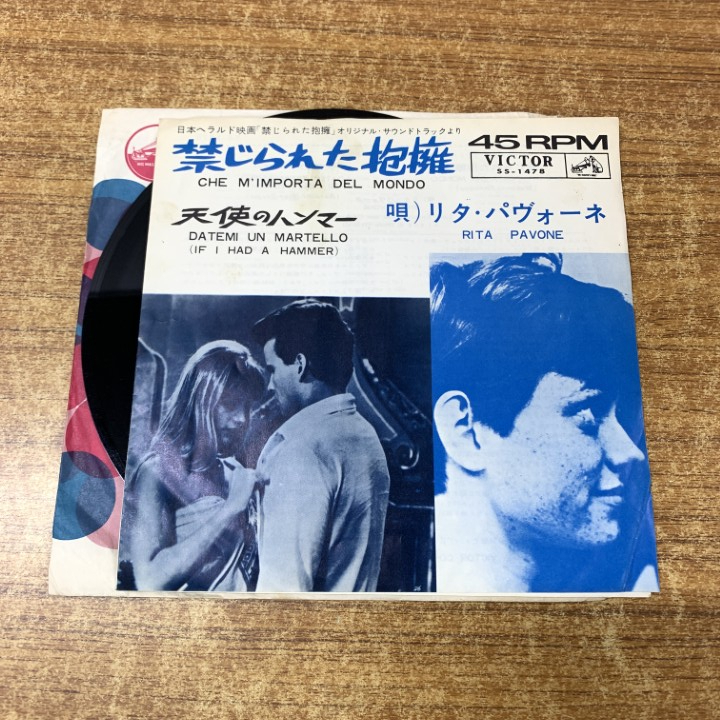 日本ヘラルド映画「禁じられた抱擁」オリジナル・サウンドトラックより
禁じられた抱擁
CHE M'IMPORTA DEL MONDO
45 RPM
VICTOR
SS-1478
天使のハンマー
DATEMI UN MARTELLO
(IF I HAD A HAMMER)
唄)リタ・パヴォーネ
RITA PAVONE